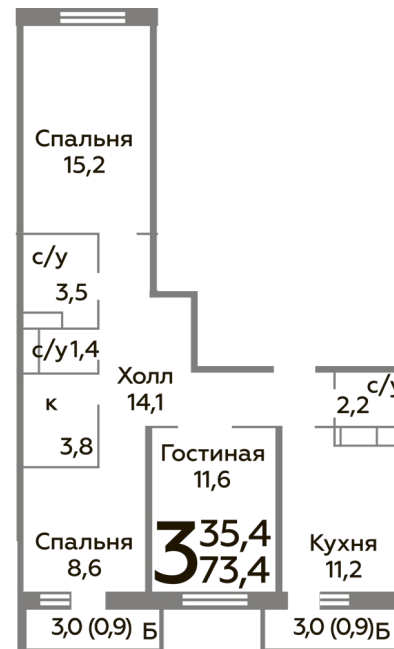 Спальня
15,2
с/у
3,5
с/у 1,4
Холл
14,1
к
3,8
с/у
2,2
Гостиная
11,6
Спальня
8,6
3
35,4
73,4
Кухня
11,2
3,0 (0,9) Б
3,0 (0,9) Б